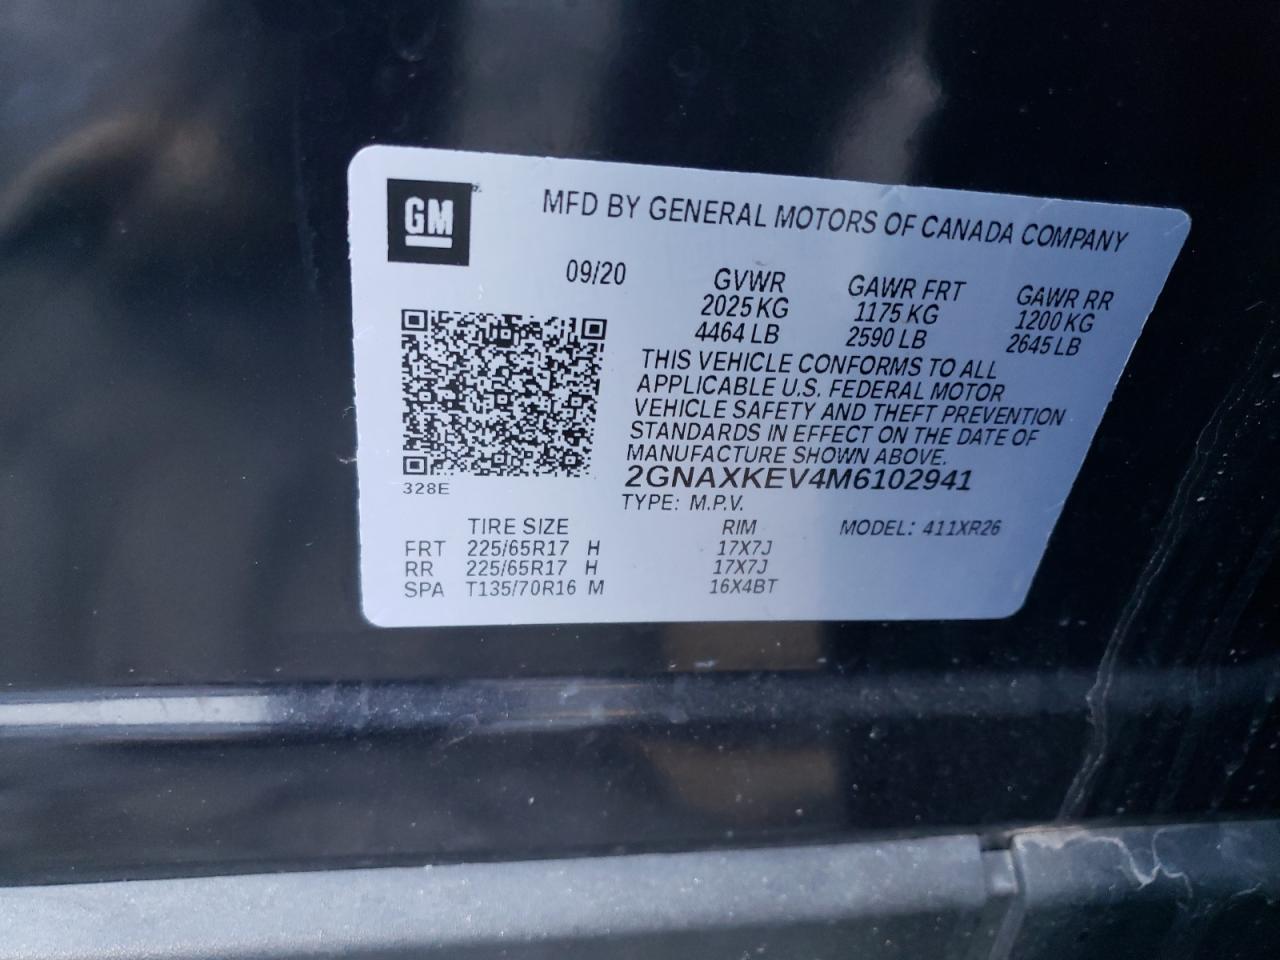 GM
MFD BY GENERAL MOTORS OF CANADA COMPANY
09/20 GVWR GAWR FRT GAWR RR
2025 KG 1175 KG 1200 KG
4464 LB 2590 LB 2645 LB
THIS VEHICLE CONFORMS TO ALL
APPLICABLE U.S. FEDERAL MOTOR
VEHICLE SAFETY AND THEFT PREVENTION
STANDARDS IN EFFECT ON THE DATE OF
MANUFACTURE SHOWN ABOVE.
2GNAXKEV4M6102941
328E
TYPE: M.P.V.
TIRE SIZE RIM MODEL: 411XR26
FRT 225/65R17 H 17X7J
RR 225/65R17 H 17X7J
SPA T135/70R16 M 16X4BT